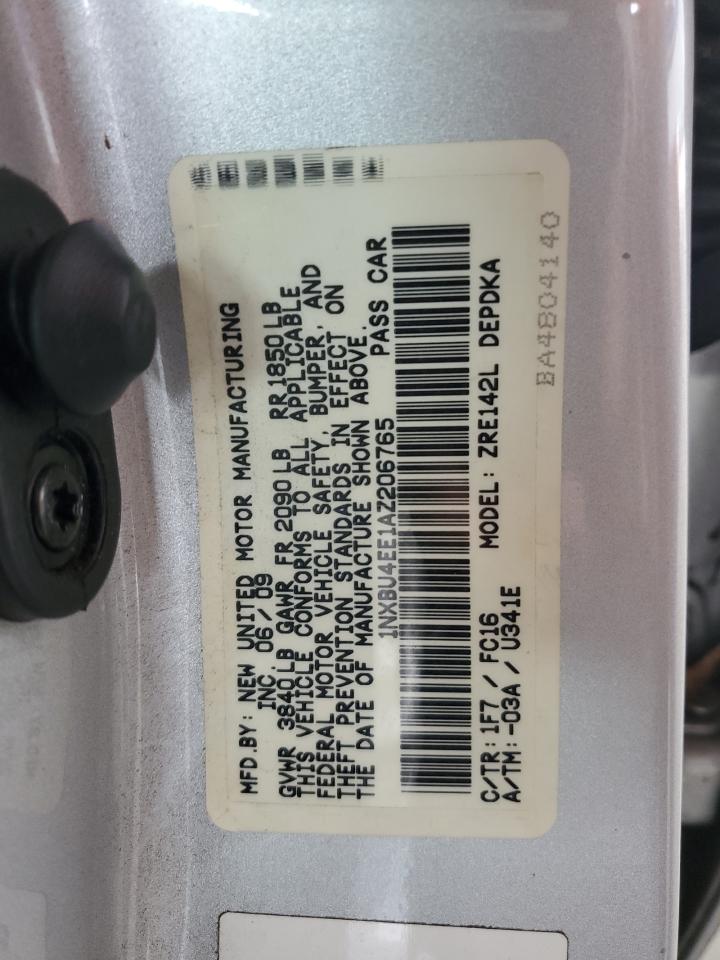 MFD.BY: NEW UNITED MOTOR MANUFACTURING
INC. 06/09
GVWR 3840LB GAWR FR 2090LB RR1850LB
THIS VEHICLE CONFORMS TO ALL APPLICABLE
FEDERAL MOTOR VEHICLE SAFETY, BUMPER, AND
THEFT PREVENTION STANDARDS IN EFFECT ON
THE DATE OF MANUFACTURE SHOWN ABOVE.
1NXBU4EE1AZ206765 PASS CAR
C/TR:1F7 / FC16 MODEL: ZRE142L DEPDKA
A/TM:-03A / U341E
BA4B04140